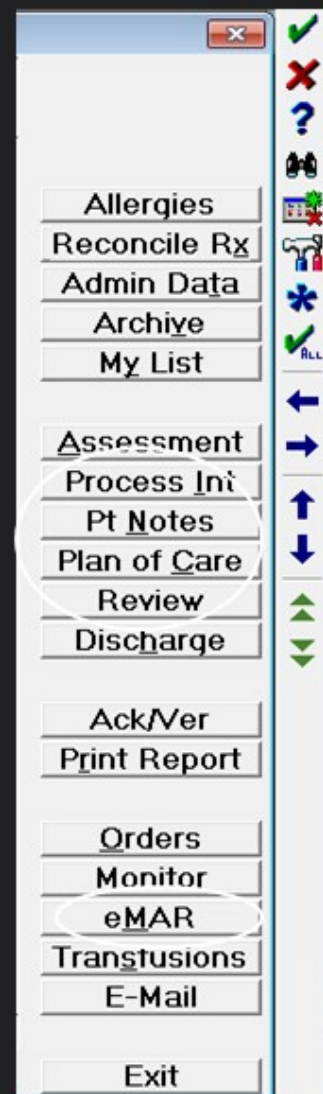 Allergies
Reconcile Rx
Admin Data
Archive
My List
ALL
Assessment
Process Int
Pt Notes
Plan of Care
Review
Discharge
Ack/Ver
Print Report
Orders
Monitor
eMAR
Transfusions
E-Mail
Exit